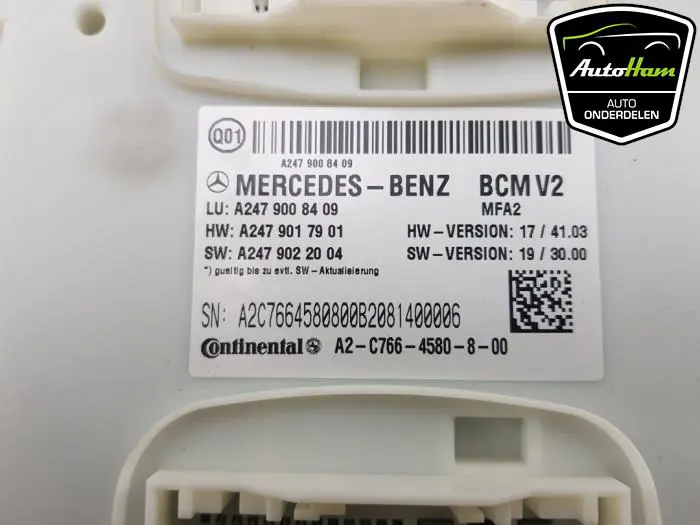 AutoHam
AUTO
ONDERDELEN
Q01
A247 900 84 09
MERCEDES-BENZ BCM V2
LU: A247 900 84 09 MFA2
HW: A247 901 79 01 HW-VERSION: 17 / 41.03
SW: A247 902 20 04 SW-VERSION: 19 / 30.00
*) gueltig bis zu evtl. SW-Aktualisierung
SN: A2C7664580800B2081400006
Continental A2-C766-4580-8-00